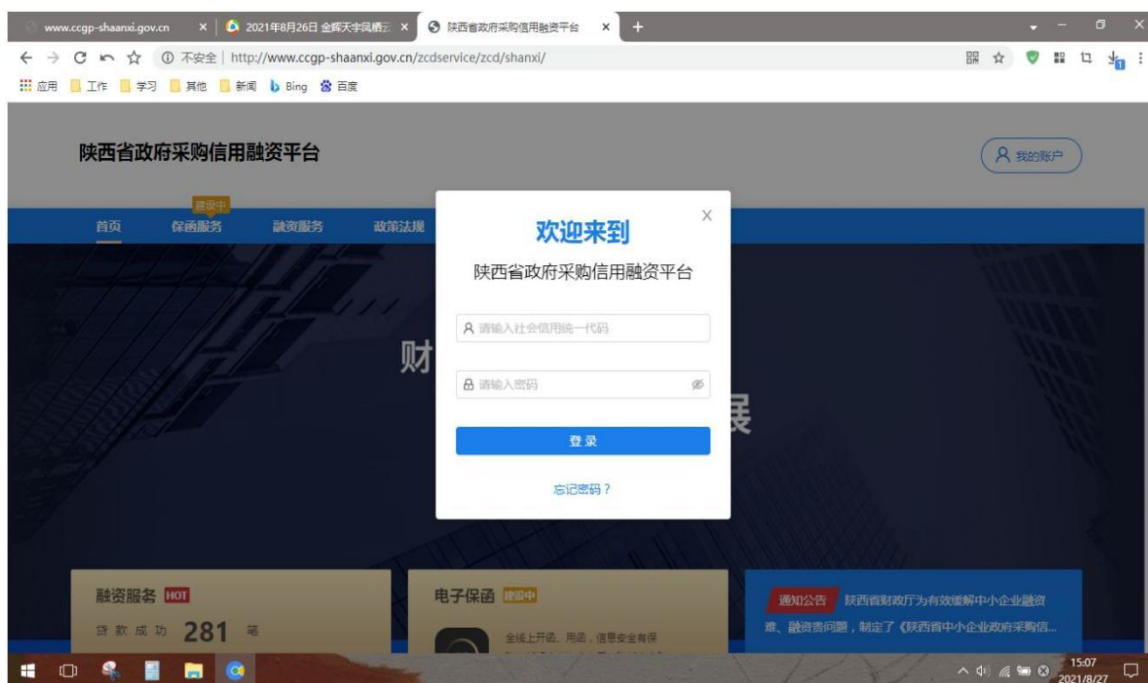 www.ccgp-shaanxi.gov.cn
2021年8月26日 金辉天宇凤栖云
陕西省政府采购信用融资平台
不安全 | http://www.ccgp-shaanxi.gov.cn/zcdservice/zcd/shanxi/
应用 工作 学习 其他 新闻 Bing 百度
陕西省政府采购信用融资平台
我的账户
建设中
首页 保函服务 融资服务 政策法规
欢迎来到
陕西省政府采购信用融资平台
请输入社会信用统一代码
请输入密码
登 录
忘记密码？
财
展
融资服务 HOT
贷款成功 281 笔
电子保函 建设中
全线上开函、用函，信息安全有保
通知公告 陕西省财政厅为有效缓解中小企业融资
难、融资贵问题，制定了《陕西省中小企业政府采购信...
15:07
2021/8/27